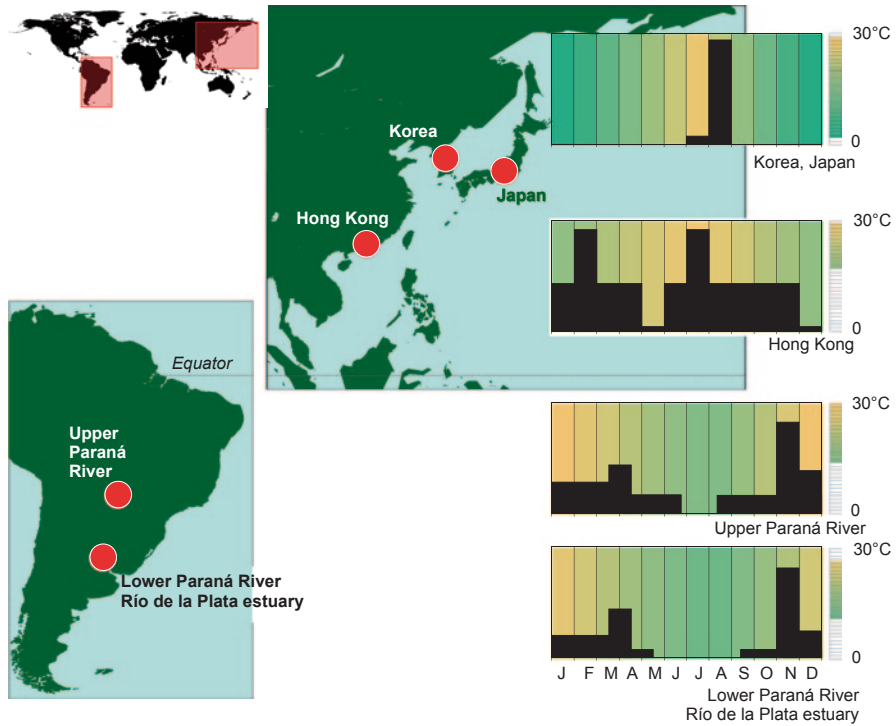 Korea
Japan
Hong Kong
30°C
0
Korea, Japan
30°C
0
Hong Kong
Equator
Upper
Paraná
River
Lower Paraná River
Río de la Plata estuary
30°C
0
Upper Paraná River
30°C
0
J F M A M J J A S O N D
Lower Paraná River
Río de la Plata estuary